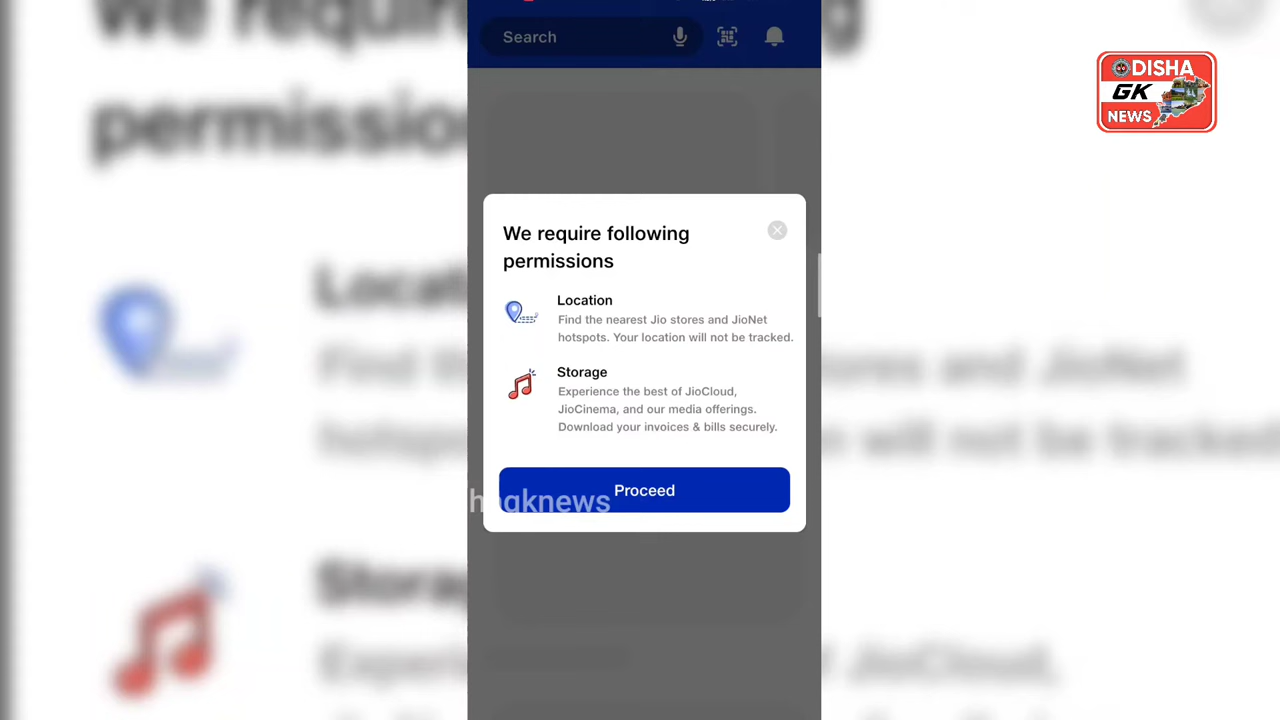 Search
ODISHA
GK
NEWS
We require following
permissions
Location
Find the nearest Jio stores and JioNet
hotspots. Your location will not be tracked.
Storage
Experience the best of JioCloud,
JioCinema, and our media offerings.
Download your invoices & bills securely.
Proceed